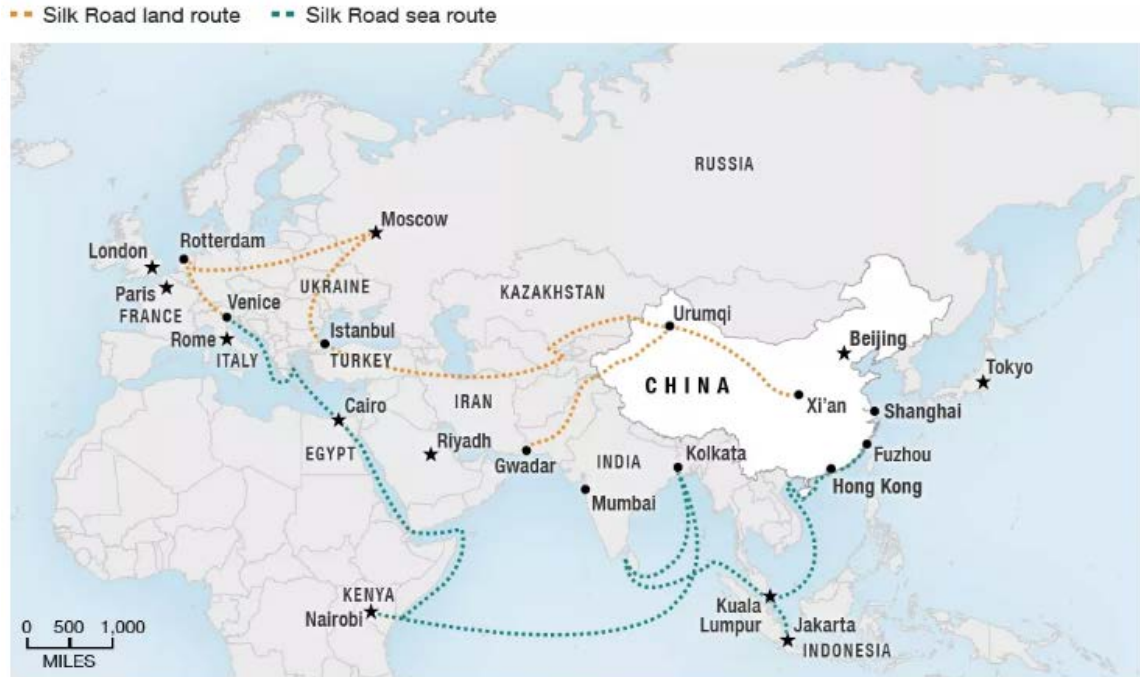 Silk Road land route
Silk Road sea route
RUSSIA
Moscow
Rotterdam
London
UKRAINE
KAZAKHSTAN
Paris
FRANCE
Venice
Urumqi
Istanbul
Beijing
Rome
ITALY
TURKEY
Tokyo
CHINA
IRAN
Xi'an
Shanghai
Cairo
Riyadh
EGYPT
Gwadar
INDIA
Kolkata
Fuzhou
Hong Kong
Mumbai
KENYA
Nairobi
Kuala
Lumpur
Jakarta
INDONESIA
0 500 1,000
MILES